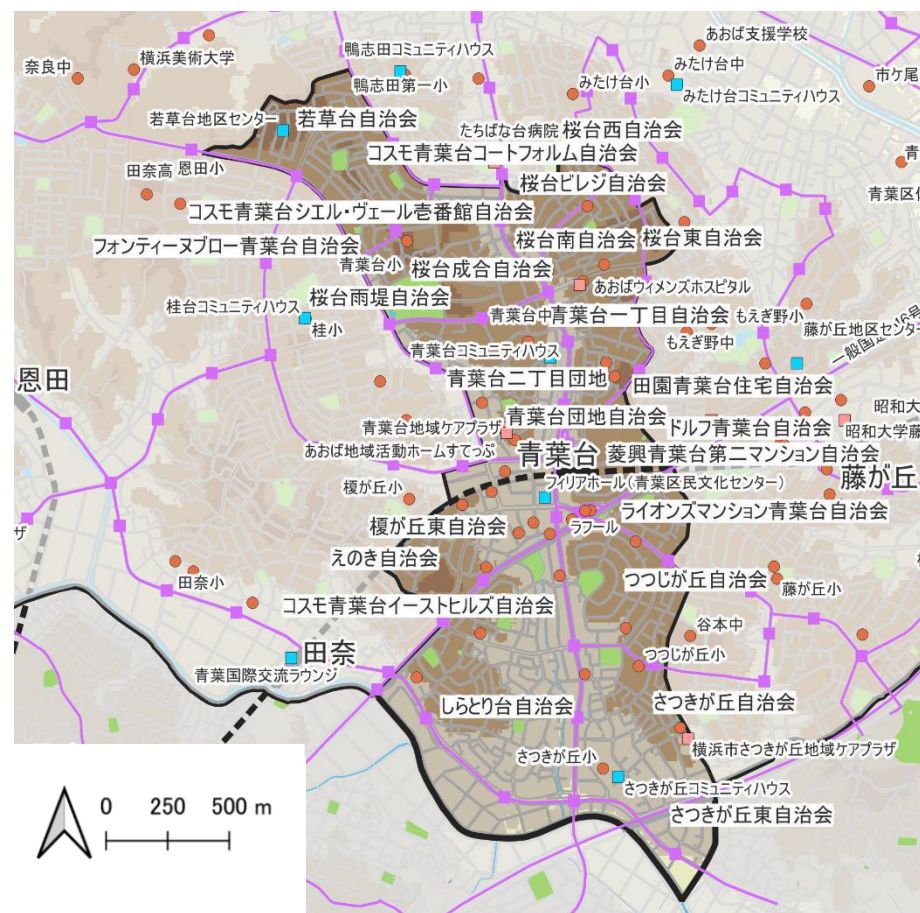 あおば支援学校
鴨志田コミュニティハウス
横浜美術大学
奈良中
みたけ台中
市ケ尾
鴨志田第一小
みたけ台小
みたけ台コミュニティハウス
若草台地区センター
若草台自治会
たちばな台病院
桜台西自治会
コスモ青葉台コートフォルム自治会
田奈高
恩田小
桜台ビレジ自治会
青葉区
コスモ青葉台シエル・ヴェール壱番館自治会
フォンティーヌブロー青葉台自治会
桜台南自治会
桜台東自治会
青葉台小
桜台成合自治会
あおばウィメンズホスピタル
桂台コミュニティハウス
桜台雨堤自治会
青葉台中
青葉台一丁目自治会
もえぎ野小
桂小
もえぎ野中
藤が丘地区センター
一般国道246号
青葉台コミュニティハウス
恩田
青葉台二丁目団地
田園青葉台住宅自治会
昭和大
青葉台地域ケアプラザ
青葉台団地自治会
ドルフ青葉台自治会
昭和大学藤
あおば地域活動ホームすてっぷ
青葉台
菱興青葉台第二マンション自治会
藤が丘
榎が丘小
フィリアホール(青葉区民文化センター)
ザ
榎が丘東自治会
ラフール
ライオンズマンション青葉台自治会
えのき自治会
田奈小
つつじが丘自治会
藤が丘小
コスモ青葉台イーストヒルズ自治会
谷本中
田奈
つつじが丘小
青葉国際交流ラウンジ
しらとり台自治会
さつきが丘自治会
横浜市さつきが丘地域ケアプラザ
さつきが丘小
さつきが丘コミュニティハウス
さつきが丘東自治会
0 250 500 m